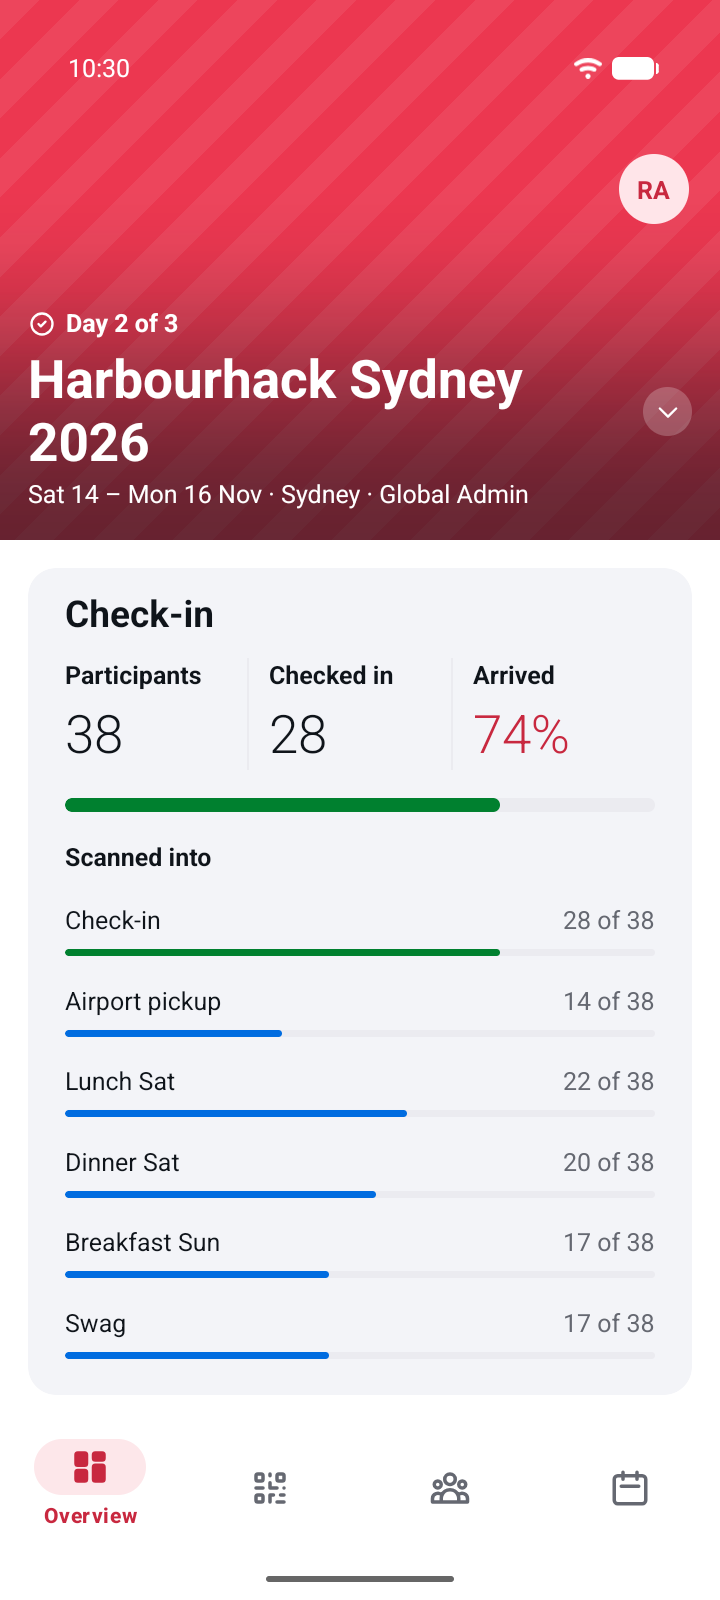 10:30
RA
Day 2 of 3
Harbourhack Sydney
2026
Sat 14 – Mon 16 Nov · Sydney · Global Admin
Check-in
Participants
Checked in
Arrived
38
28
74%
Scanned into
Check-in
28 of 38
Airport pickup
14 of 38
Lunch Sat
22 of 38
Dinner Sat
20 of 38
Breakfast Sun
17 of 38
Swag
17 of 38
Overview